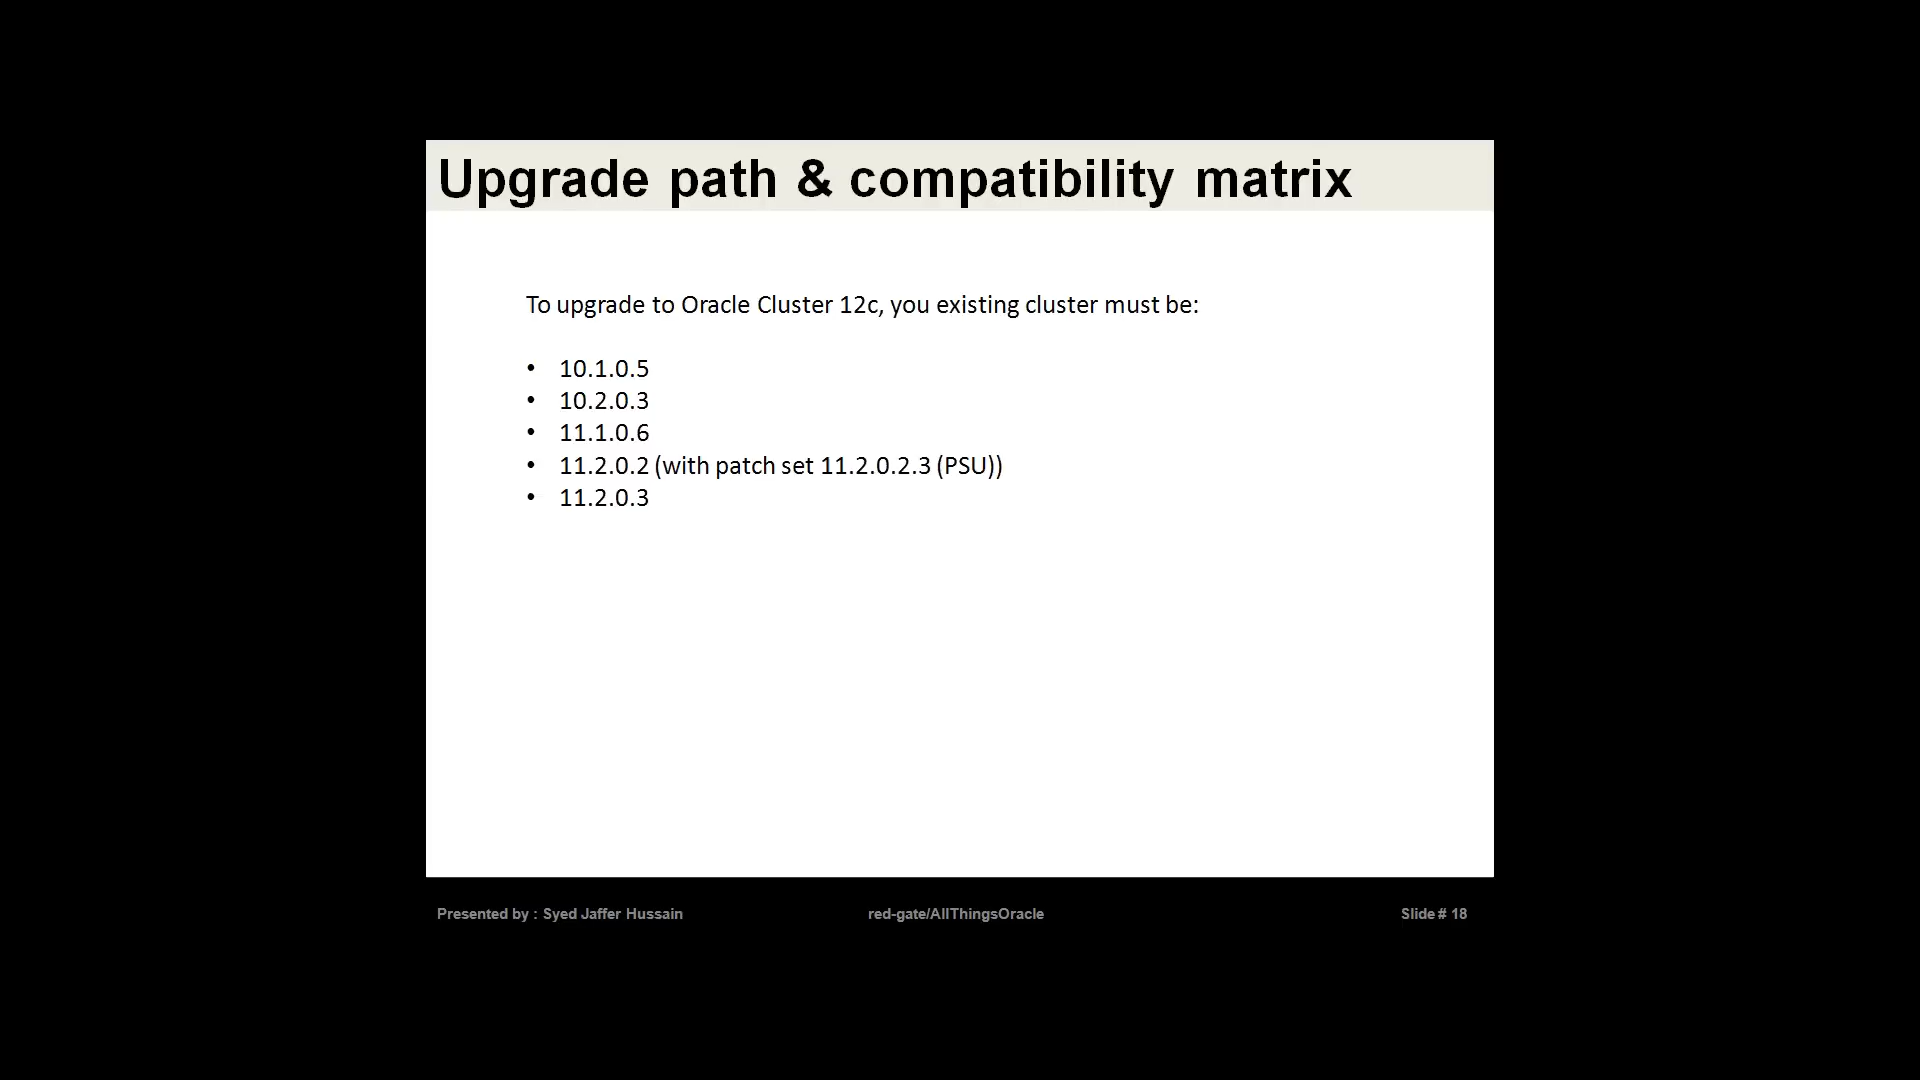 Upgrade path & compatibility matrix
To upgrade to Oracle Cluster 12c, you existing cluster must be:
• 10.1.0.5
• 10.2.0.3
• 11.1.0.6
• 11.2.0.2 (with patch set 11.2.0.2.3 (PSU))
• 11.2.0.3
Presented by : Syed Jaffer Hussain
red-gate/AllThingsOracle
Slide # 18